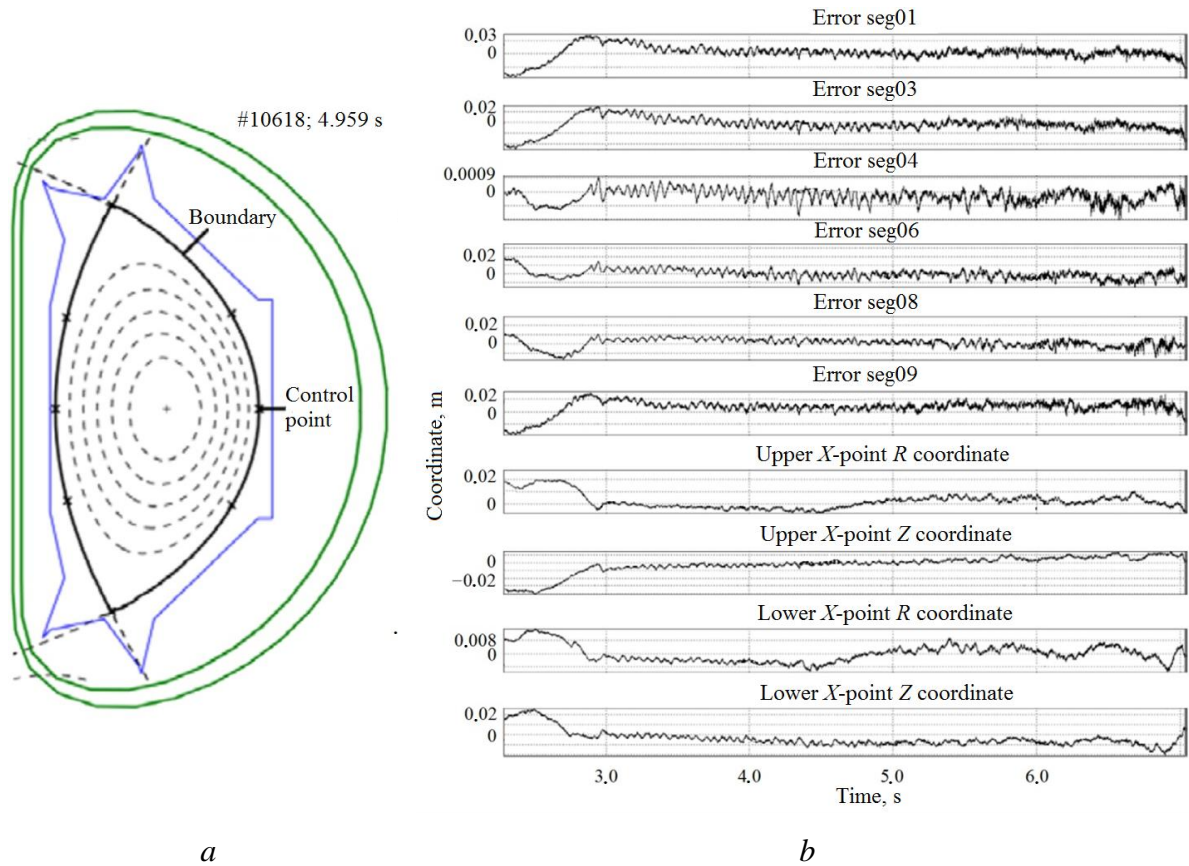 #10618; 4.959 s
Boundary
Control
point
a
Coordinate, m
Error seg01
0.03
0
Error seg03
0.02
0
Error seg04
0.0009
0
Error seg06
0.02
0
Error seg08
0.02
0
Error seg09
0.02
0
Upper X-point R coordinate
0.02
0
Upper X-point Z coordinate
0
−0.02
Lower X-point R coordinate
0.008
0
Lower X-point Z coordinate
0.02
0
3.0 4.0 5.0 6.0
Time, s
b